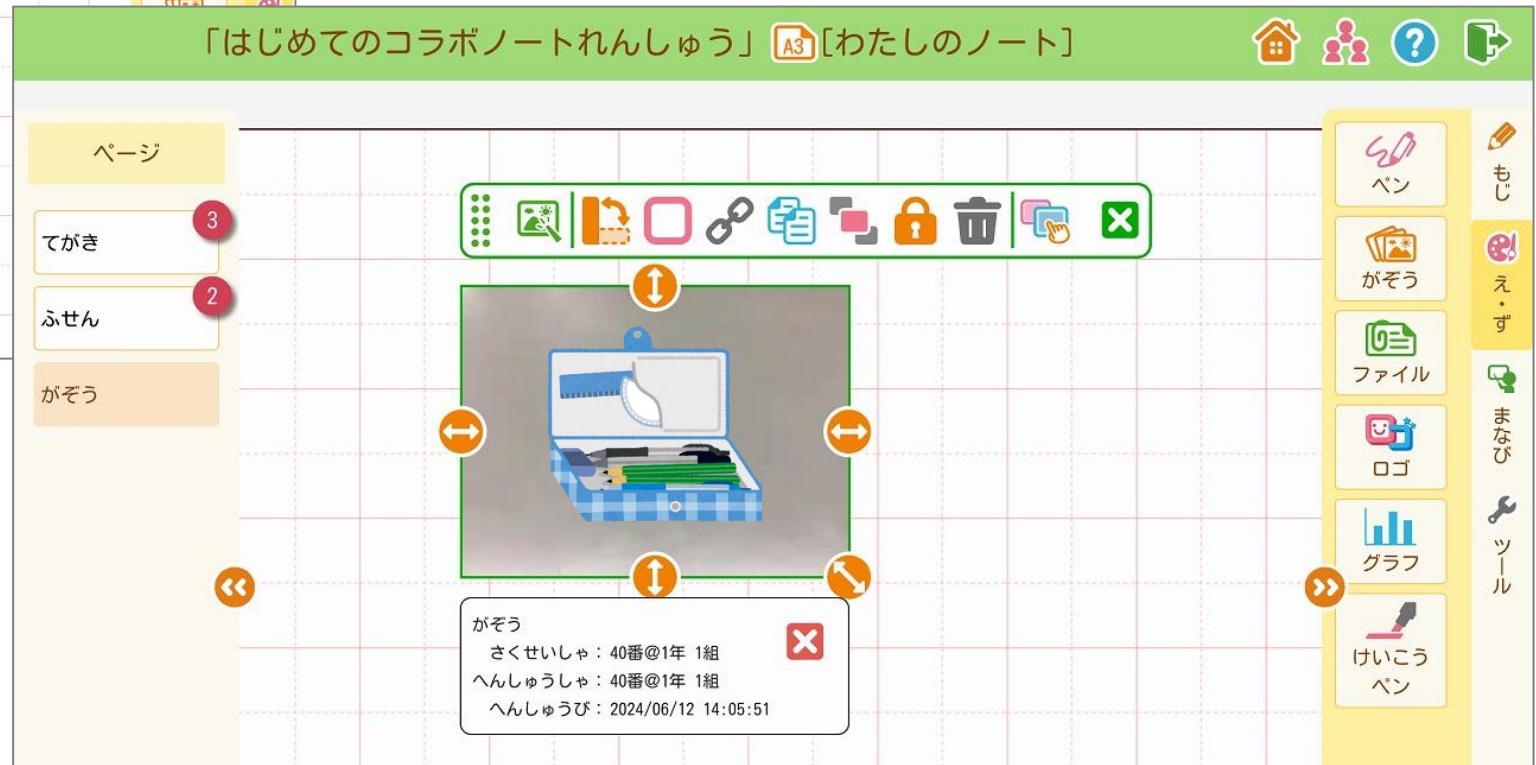 「はじめてのコラボノートれんしゅう」 A3 [わたしのノート]
ページ
てがき 3
ふせん 2
がぞう
がぞう
さくせいしゃ：40番@1年 1組
へんしゅうしゃ：40番@1年 1組
へんしゅうび：2024/06/12 14:05:51
ペン
がぞう
ファイル
ロゴ
グラフ
けいこう
ペン
もじ
え・ず
まなび
ツール